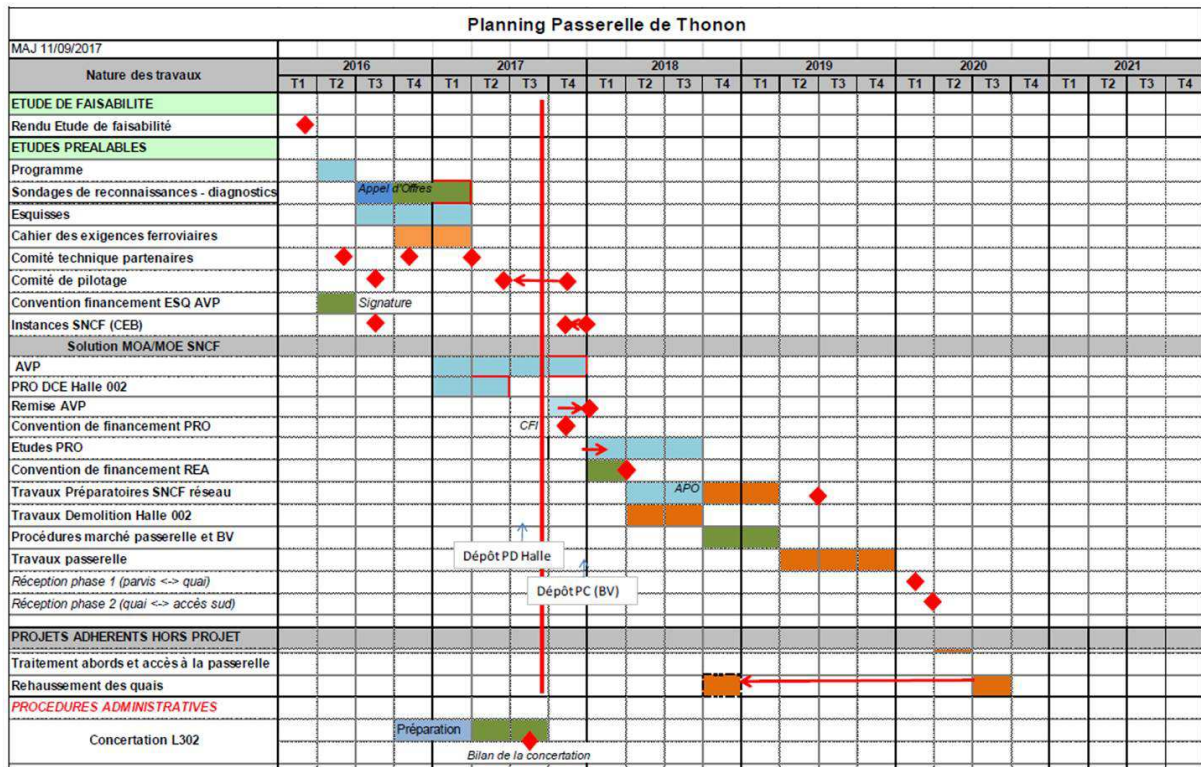 Planning Passerelle de Thonon
MAJ 11/09/2017
Nature des travaux
2016 2017 2018 2019 2020 2021
T1 T2 T3 T4 T1 T2 T3 T4 T1 T2 T3 T4 T1 T2 T3 T4 T1 T2 T3 T4 T1 T2 T3 T4
ETUDE DE FAISABILITE
Rendu Etude de faisabilité
ETUDES PREALABLES
Programme
Sondages de reconnaissances - diagnostics Appel d'Offres
Esquisses
Cahier des exigences ferroviaires
Comité technique partenaires
Comité de pilotage
Convention financement ESQ AVP Signature
Instances SNCF (CEB)
Solution MOA/MOE SNCF
AVP
PRO DCE Halle 002
Remise AVP
Convention de financement PRO CFI
Etudes PRO
Convention de financement REA
Travaux Préparatoires SNCF réseau APO
Travaux Demolition Halle 002
Procédures marché passerelle et BV
Dépôt PD Halle
Travaux passerelle
Réception phase 1 (parvis <-> quai)
Dépôt PC (BV)
Réception phase 2 (quai <-> accès sud)
PROJETS ADHERENTS HORS PROJET
Traitement abords et accès à la passerelle
Rehaussement des quais
PROCEDURES ADMINISTRATIVES
Concertation L302 Préparation
Bilan de la concertation